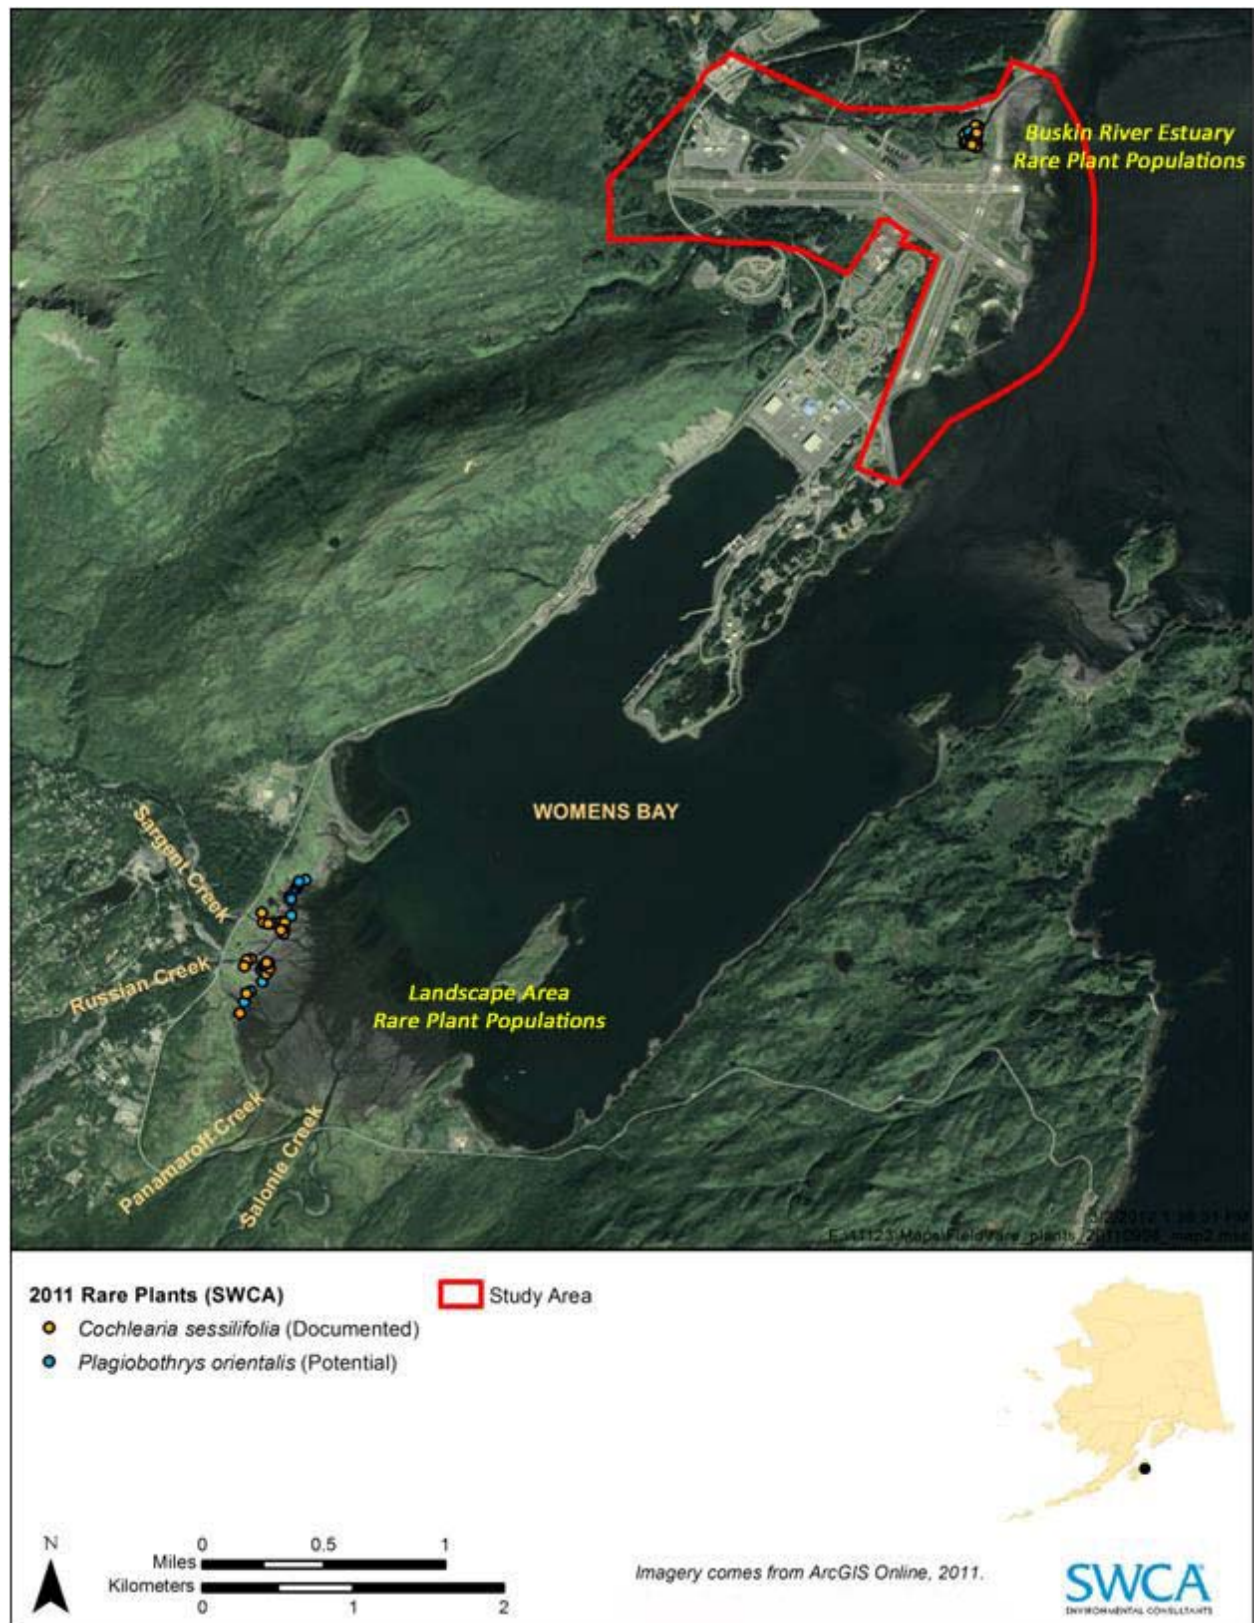 Buskin River Estuary
Rare Plant Populations
WOMENS BAY
Sargent Creek
Russian Creek
Landscape Area
Rare Plant Populations
Panamaroff Creek
Salonie Creek
2011 Rare Plants (SWCA)
Cochlearia sessilifolia (Documented)
Plagiobothrys orientalis (Potential)
Study Area
N
0 0.5 1
Miles
Kilometers
0 1 2
Imagery comes from ArcGIS Online, 2011.
SWCA
ENVIRONMENTAL CONSULTANTS